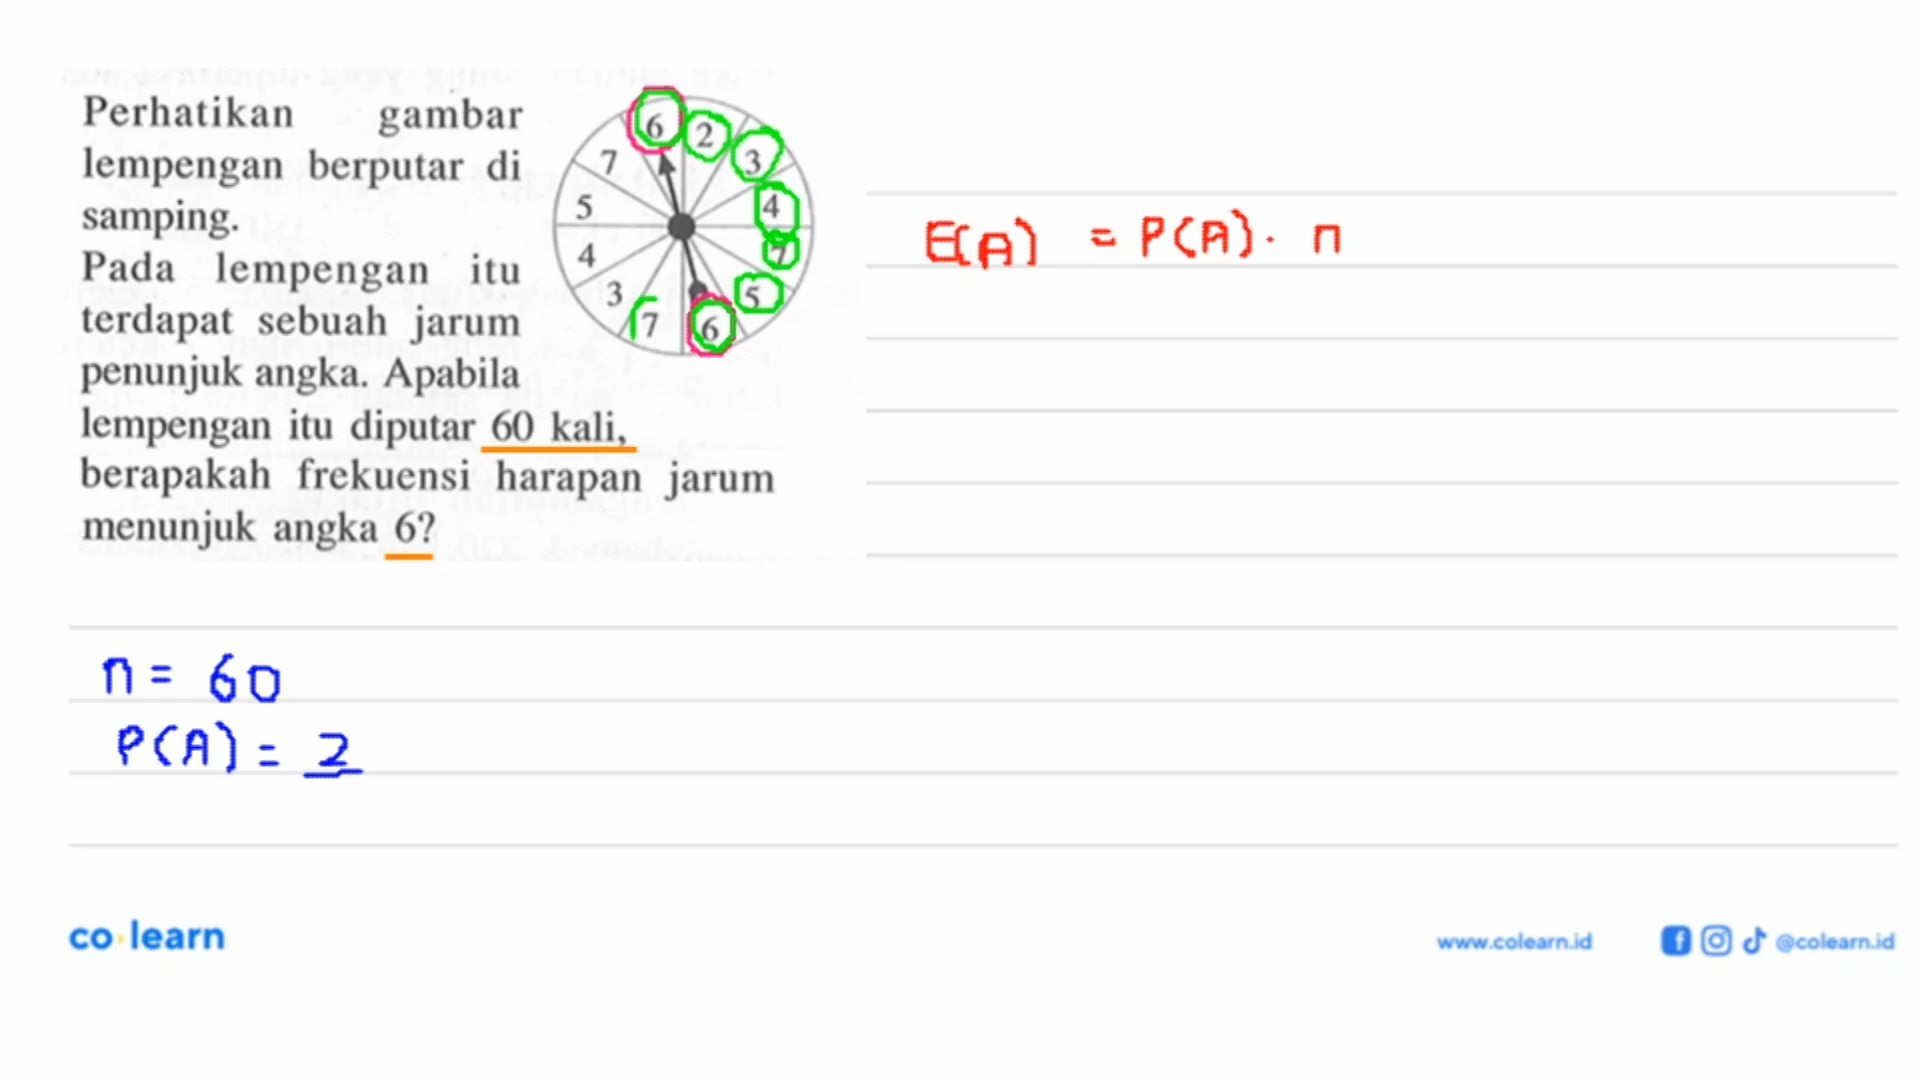 Perhatikan gambar
lempengan berputar di
samping.
Pada lempengan itu
terdapat sebuah jarum
penunjuk angka. Apabila
lempengan itu diputar 60 kali,
berapakah frekuensi harapan jarum
menunjuk angka 6?
6
2
3
4
7
5
6
7
3
4
5
7
E(A) = P(A) · n
n = 60
P(A) = 2
co learn
www.colearn.id
@colearn.id